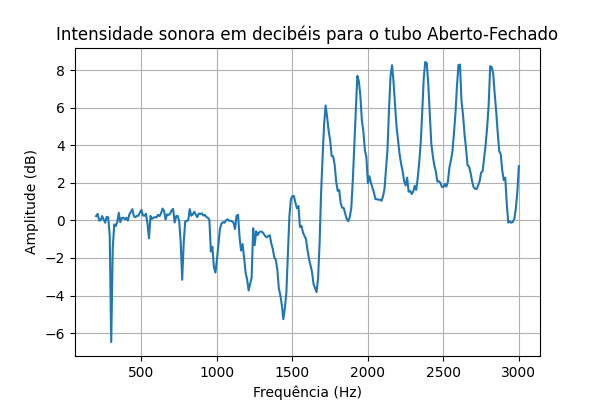 Intensidade sonora em decibéis para o tubo Aberto-Fechado
8
6
4
2
0
−2
−4
−6
Amplitude (dB)
500 1000 1500 2000 2500 3000
Frequência (Hz)